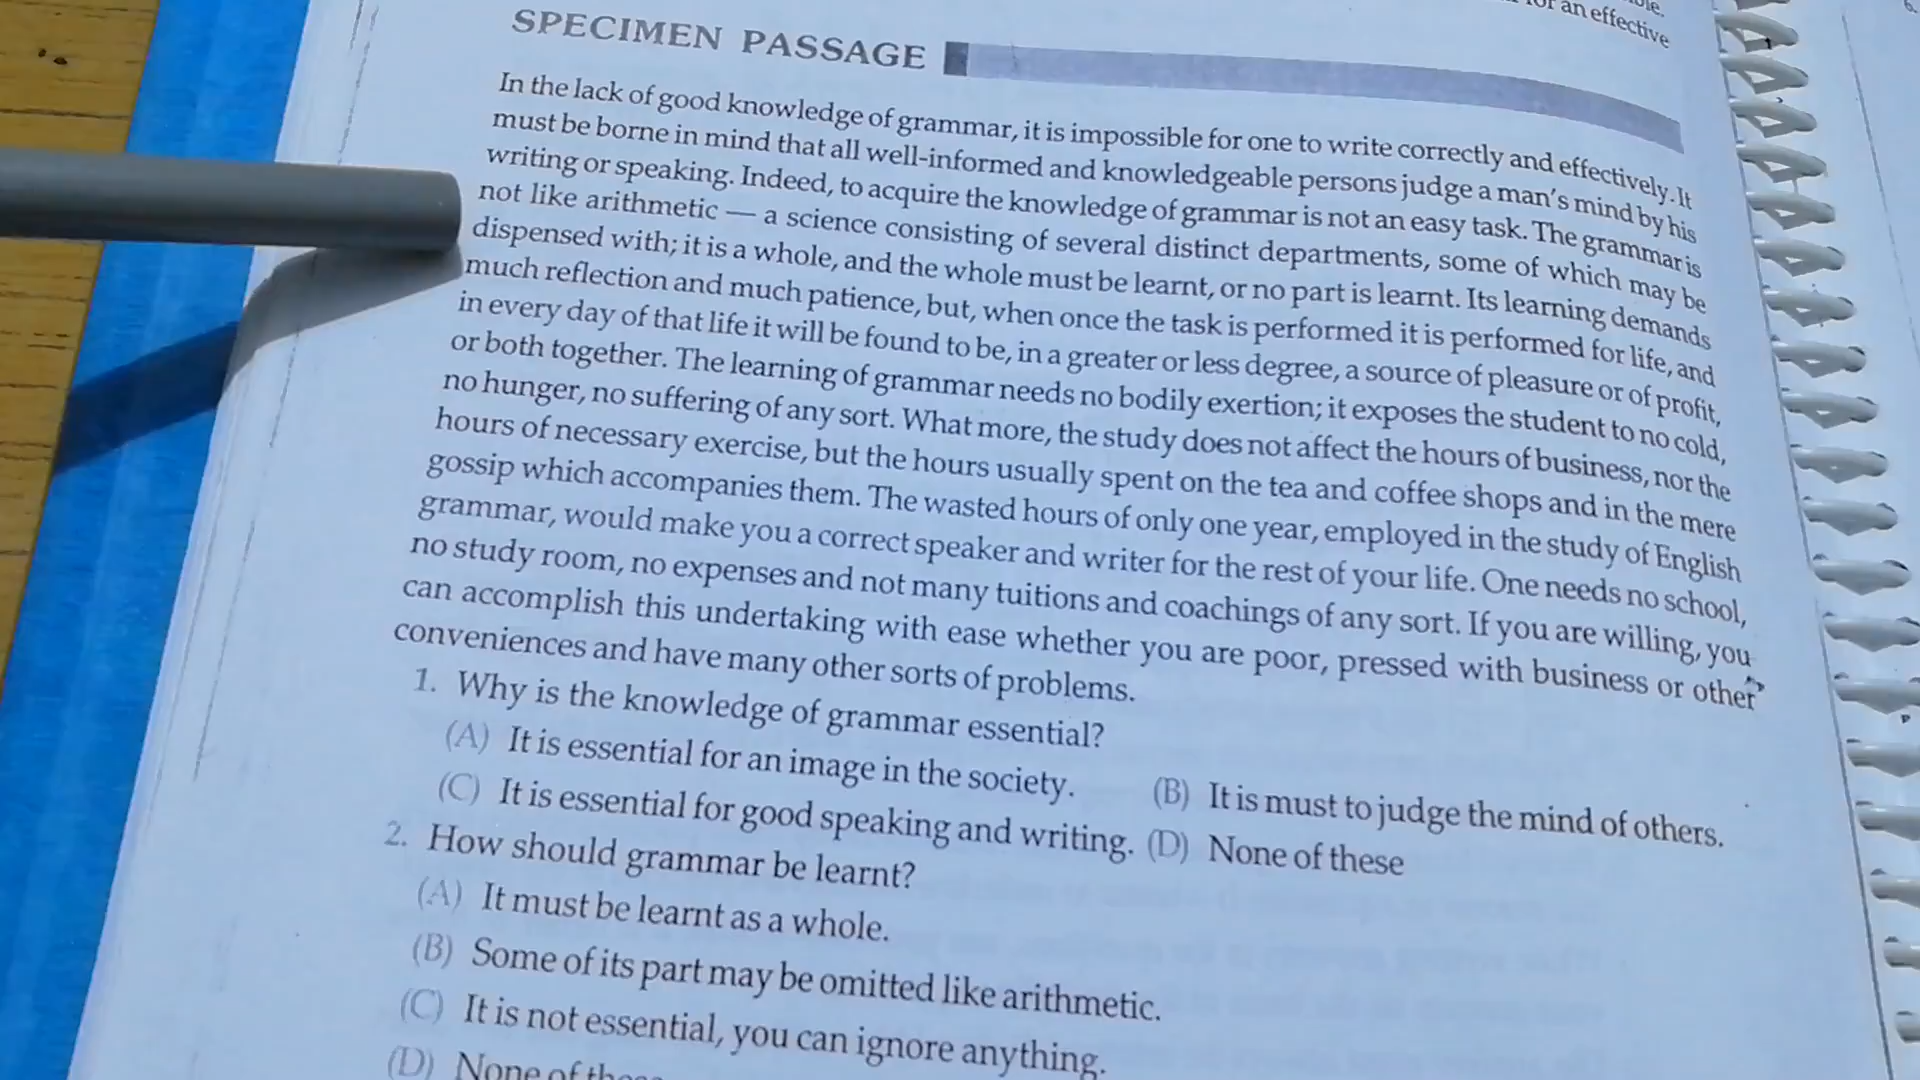 an effective
SPECIMEN PASSAGE
In the lack of good knowledge of grammar, it is impossible for one to write correctly and effectively. It
must be borne in mind that all well-informed and knowledgeable persons judge a man's mind by his
writing or speaking. Indeed, to acquire the knowledge of grammar is not an easy task. The grammar is
not like arithmetic — a science consisting of several distinct departments, some of which may be
dispensed with; it is a whole, and the whole must be learnt, or no part is learnt. Its learning demands
much reflection and much patience, but, when once the task is performed it is performed for life, and
in every day of that life it will be found to be, in a greater or less degree, a source of pleasure or of profit,
or both together. The learning of grammar needs no bodily exertion; it exposes the student to no cold,
no hunger, no suffering of any sort. What more, the study does not affect the hours of business, nor the
hours of necessary exercise, but the hours usually spent on the tea and coffee shops and in the mere
gossip which accompanies them. The wasted hours of only one year, employed in the study of English
grammar, would make you a correct speaker and writer for the rest of your life. One needs no school,
no study room, no expenses and not many tuitions and coachings of any sort. If you are willing, you
can accomplish this undertaking with ease whether you are poor, pressed with business or other
conveniences and have many other sorts of problems.
1. Why is the knowledge of grammar essential?
(A) It is essential for an image in the society. (B) It is must to judge the mind of others.
(C) It is essential for good speaking and writing. (D) None of these
2. How should grammar be learnt?
(A) It must be learnt as a whole.
(B) Some of its part may be omitted like arithmetic.
(C) It is not essential, you can ignore anything.
(D) None of these